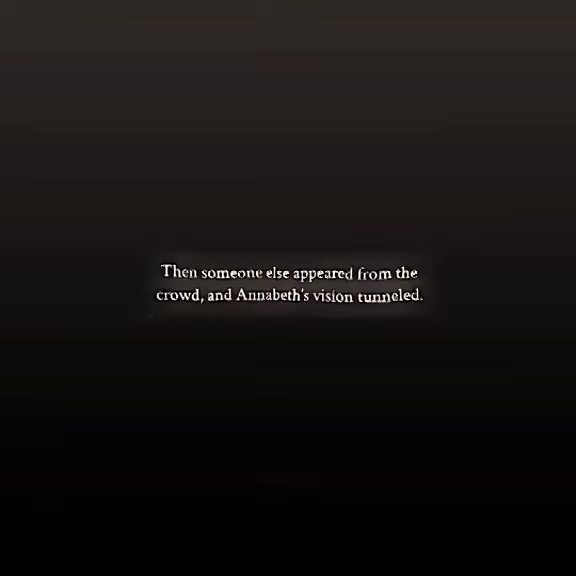 Then someone else appeared from the
crowd, and Annabeth's vision tunneled.